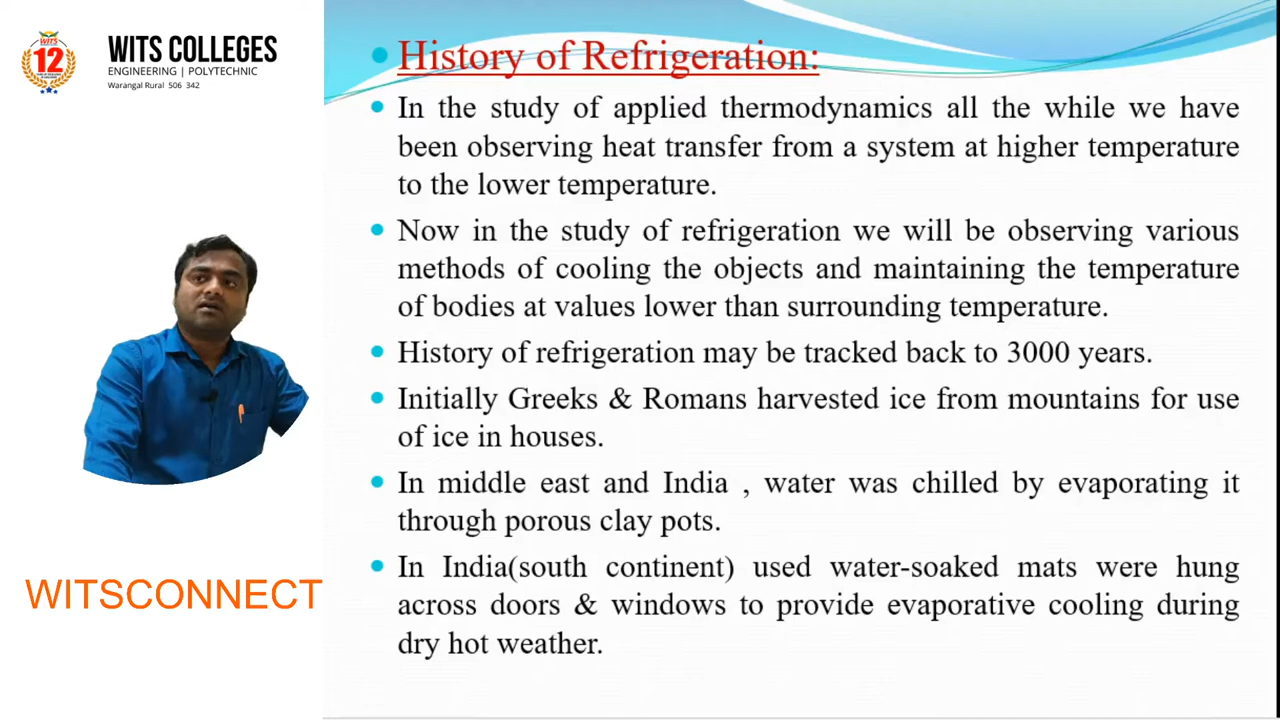 WITS
12
WITS COLLEGES
ENGINEERING | POLYTECHNIC
Warangal Rural 506 342
WITSCONNECT
History of Refrigeration:
In the study of applied thermodynamics all the while we have
been observing heat transfer from a system at higher temperature
to the lower temperature.
Now in the study of refrigeration we will be observing various
methods of cooling the objects and maintaining the temperature
of bodies at values lower than surrounding temperature.
History of refrigeration may be tracked back to 3000 years.
Initially Greeks & Romans harvested ice from mountains for use
of ice in houses.
In middle east and India , water was chilled by evaporating it
through porous clay pots.
In India(south continent) used water-soaked mats were hung
across doors & windows to provide evaporative cooling during
dry hot weather.